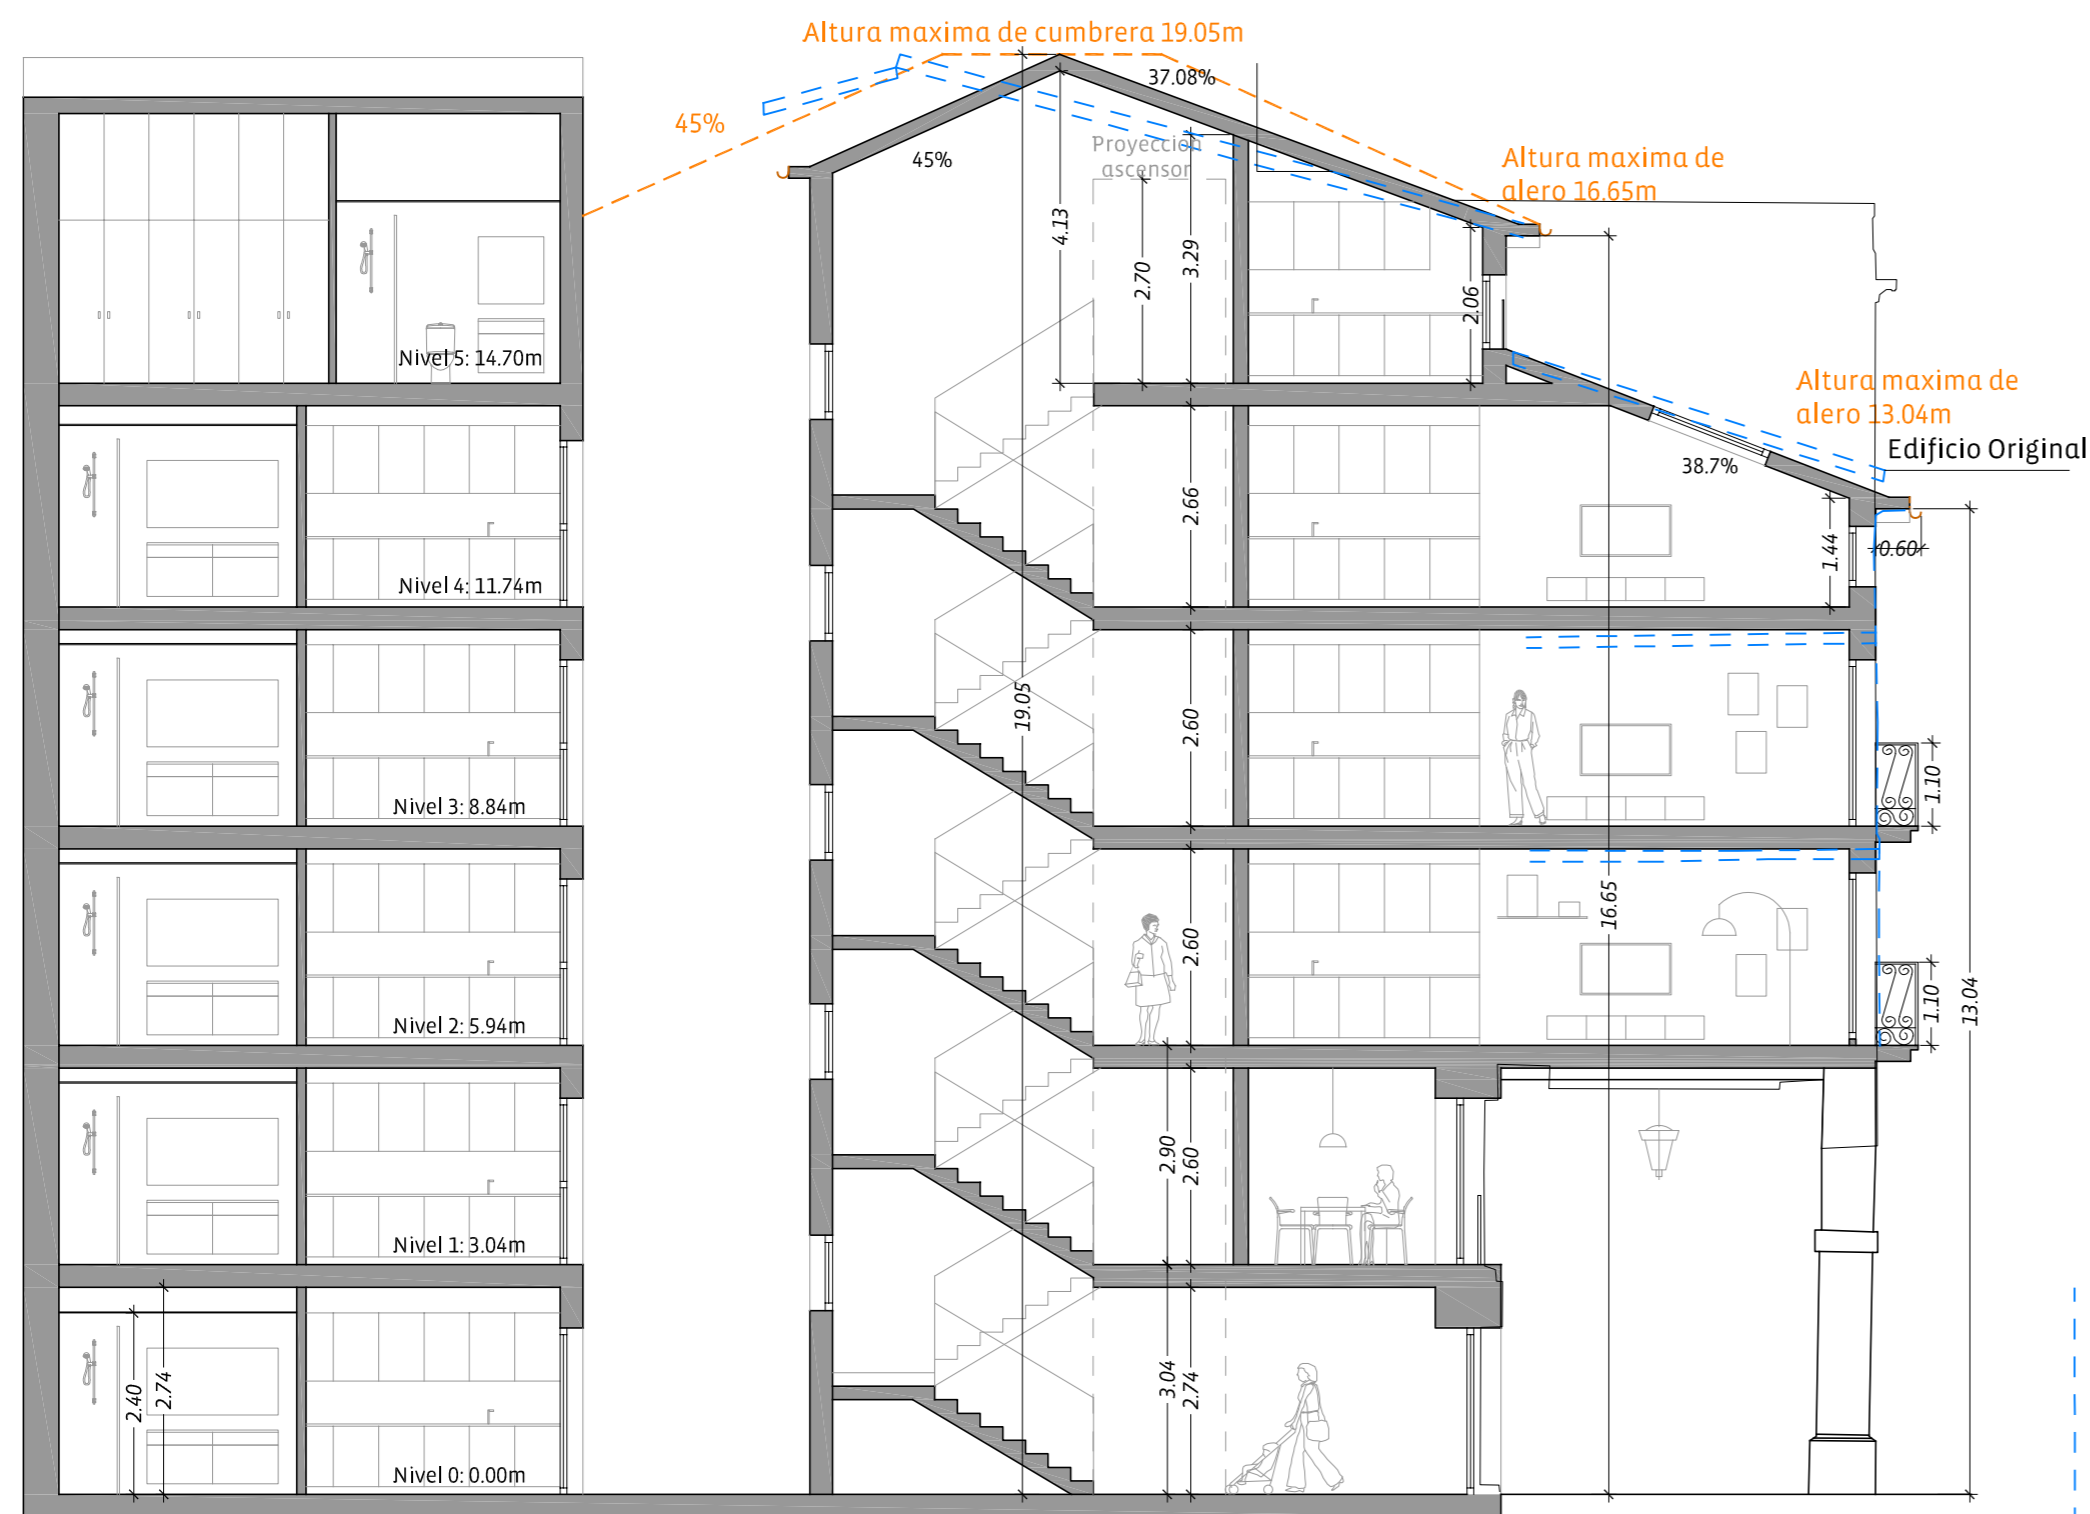 Altura maxima de cumbrera 19.05m
37.08%
45%
45%
Proyección
ascensor
Altura maxima de
alero 16.65m
4.13
2.70
3.29
2.06
Nivel 5: 14.70m
Altura maxima de
alero 13.04m
Edificio Original
38.7%
2.66
1.44
0.60
Nivel 4: 11.74m
19.05
2.60
1.10
Nivel 3: 8.84m
16.65
2.60
1.10
13.04
Nivel 2: 5.94m
2.90
2.60
Nivel 1: 3.04m
2.40
2.74
3.04
2.74
Nivel 0: 0.00m